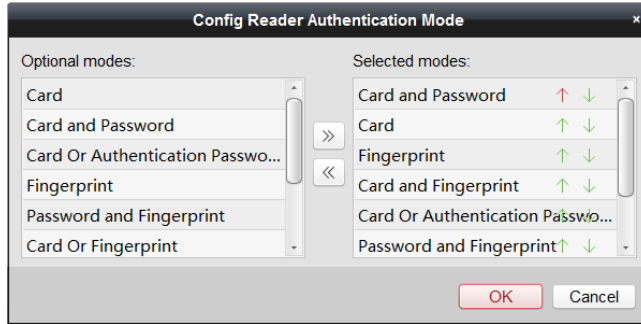 Config Reader Authentication Mode
Optional modes:
Card
Card and Password
Card Or Authentication Passwo...
Fingerprint
Password and Fingerprint
Card Or Fingerprint
Selected modes:
Card and Password
Card
Fingerprint
Card and Fingerprint
Card Or Authentication Passwo...
Password and Fingerprint
OK
Cancel